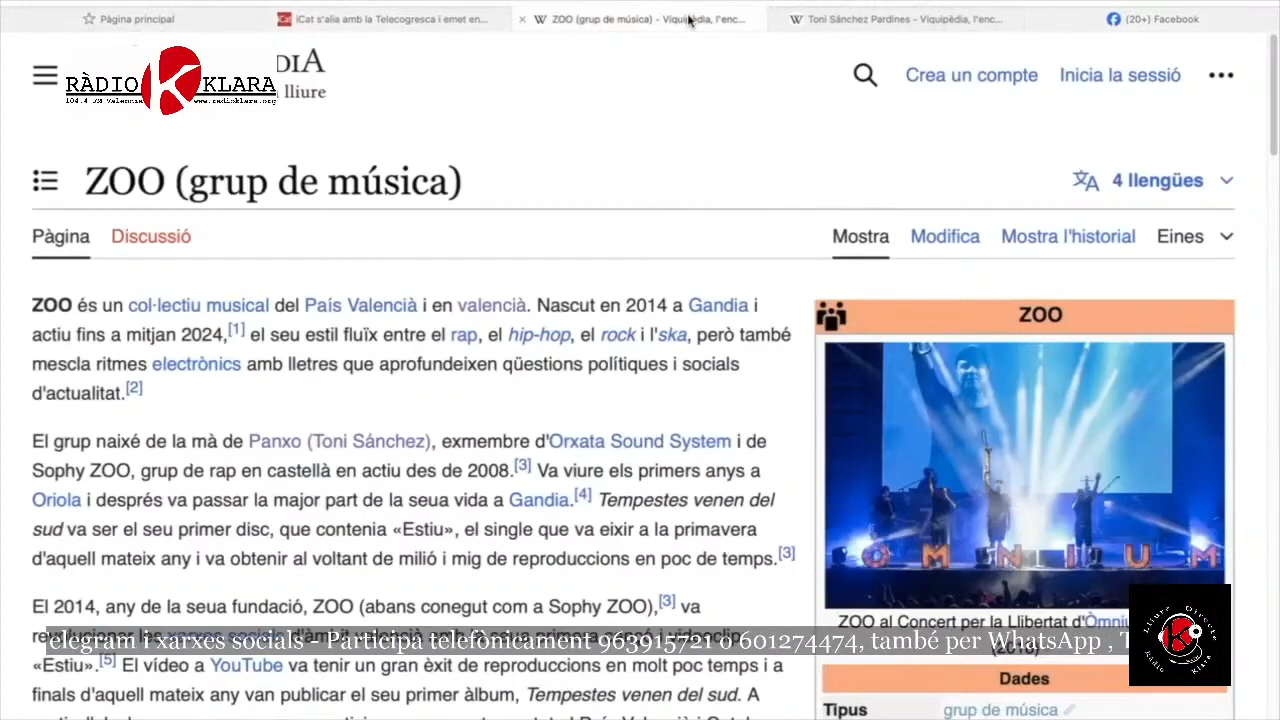 Pàgina principal
iCat s'alia amb la Telecogresca i emet en...
ZOO (grup de música) - Viquipèdia, l'enc...
Toni Sánchez Pardines - Viquipèdia, l'enc...
(20+) Facebook
RÀDIO KLARA
104.4 FM Valencia www.radioklara.org
DIA
lliure
Crea un compte
Inicia la sessió
ZOO (grup de música)
4 llengües
Pàgina
Discussió
Mostra
Modifica
Mostra l'historial
Eines
ZOO és un col·lectiu musical del País Valencià i en valencià. Nascut en 2014 a Gandia i
actiu fins a mitjan 2024,[1] el seu estil fluïx entre el rap, el hip-hop, el rock i l'ska, però també
mescla ritmes electrònics amb lletres que aprofundeixen qüestions polítiques i socials
d'actualitat.[2]
El grup naixé de la mà de Panxo (Toni Sánchez), exmembre d'Orxata Sound System i de
Sophy ZOO, grup de rap en castellà en actiu des de 2008.[3] Va viure els primers anys a
Oriola i després va passar la major part de la seua vida a Gandia.[4] Tempestes venen del
sud va ser el seu primer disc, que contenia «Estiu», el single que va eixir a la primavera
d'aquell mateix any i va obtenir al voltant de milió i mig de reproduccions en poc de temps.[3]
El 2014, any de la seua fundació, ZOO (abans conegut com a Sophy ZOO),[3] va
elegram i xarxes socials - Participa telefònicament 963915721 o 601274474, també per WhatsApp , T
«Estiu».[5] El vídeo a YouTube va tenir un gran èxit de reproduccions en molt poc temps i a
finals d'aquell mateix any van publicar el seu primer àlbum, Tempestes venen del sud. A
ZOO
OMNIUM
ZOO al Concert per la Llibertat d'Òmniu
Dades
Tipus
grup de música
Lliure Directe
Ràdio Klara